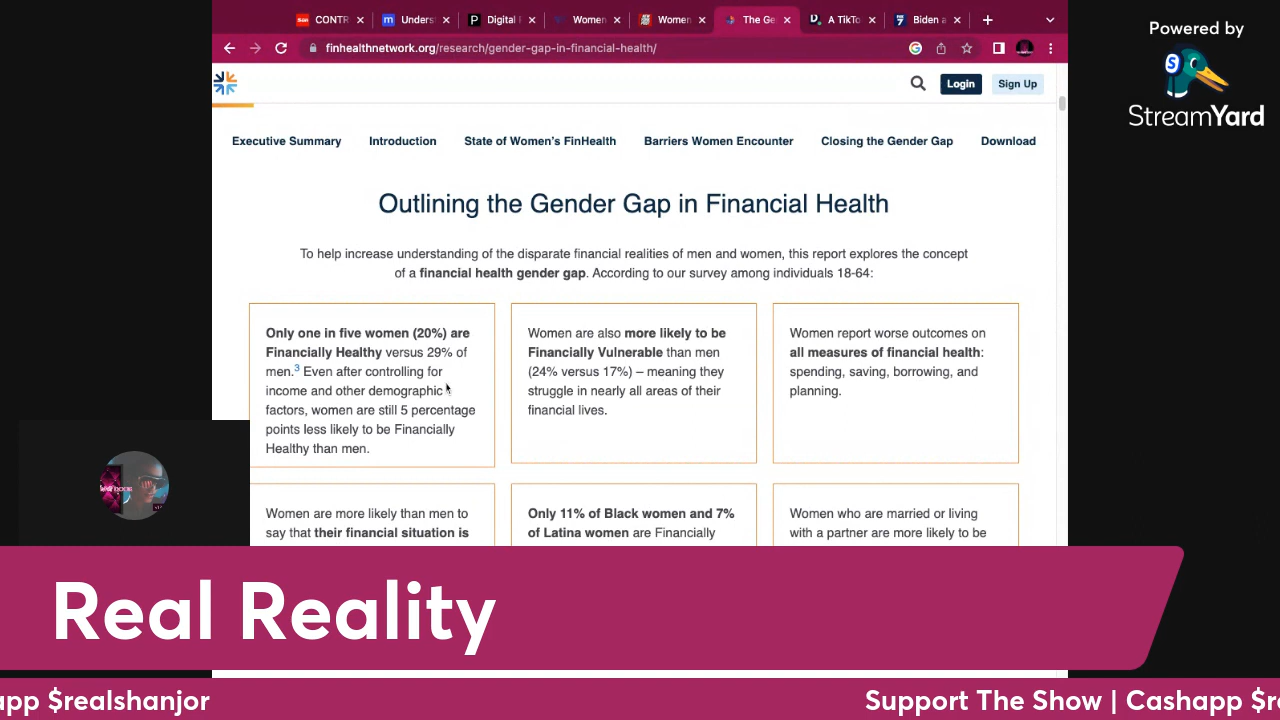 CONTR
Underst
Digital
Women
Women
The Ge
A TikTo
Biden a
finhealthnetwork.org/research/gender-gap-in-financial-health/
Powered by
StreamYard
Login
Sign Up
Executive Summary
Introduction
State of Women's FinHealth
Barriers Women Encounter
Closing the Gender Gap
Download
Outlining the Gender Gap in Financial Health
To help increase understanding of the disparate financial realities of men and women, this report explores the concept
of a financial health gender gap. According to our survey among individuals 18-64:
Only one in five women (20%) are
Financially Healthy versus 29% of
men.3 Even after controlling for
income and other demographic
factors, women are still 5 percentage
points less likely to be Financially
Healthy than men.
Women are also more likely to be
Financially Vulnerable than men
(24% versus 17%) – meaning they
struggle in nearly all areas of their
financial lives.
Women report worse outcomes on
all measures of financial health:
spending, saving, borrowing, and
planning.
Women are more likely than men to
say that their financial situation is
Only 11% of Black women and 7%
of Latina women are Financially
Women who are married or living
with a partner are more likely to be
Real Reality
app $realshanjor
Support The Show | Cashapp $re